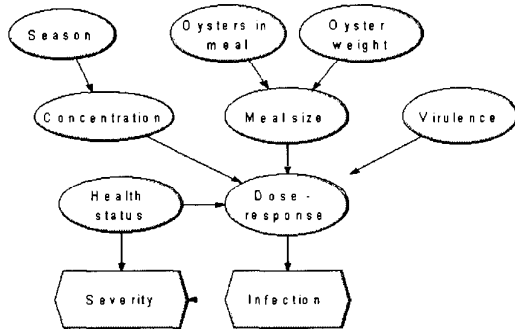 Season
Oysters in
meal
Oyster
weight
Concentration
Meal size
Virulence
Health
status
Dose-
response
Severity
Infection